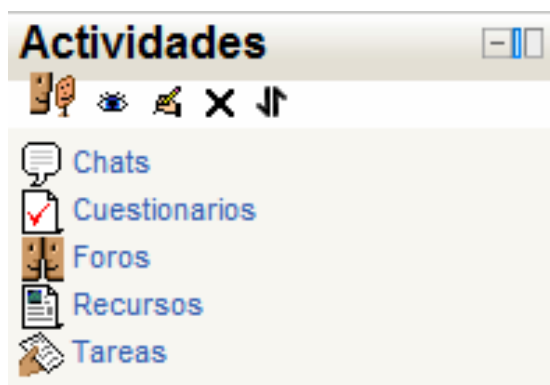 Actividades
Chats
Cuestionarios
Foros
Recursos
Tareas